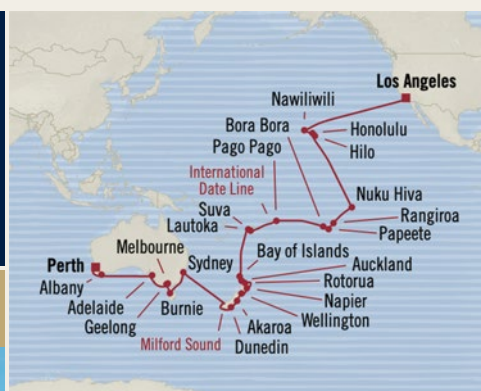 Los Angeles
Nawiliwili
Bora Bora
Honolulu
Pago Pago
Hilo
International
Date Line
Nuku Hiva
Suva
Rangiroa
Lautoka
Papeete
Melbourne
Bay of Islands
Sydney
Auckland
Perth
Rotorua
Albany
Napier
Adelaide
Wellington
Geelong
Burnie
Akaroa
Milford Sound
Dunedin